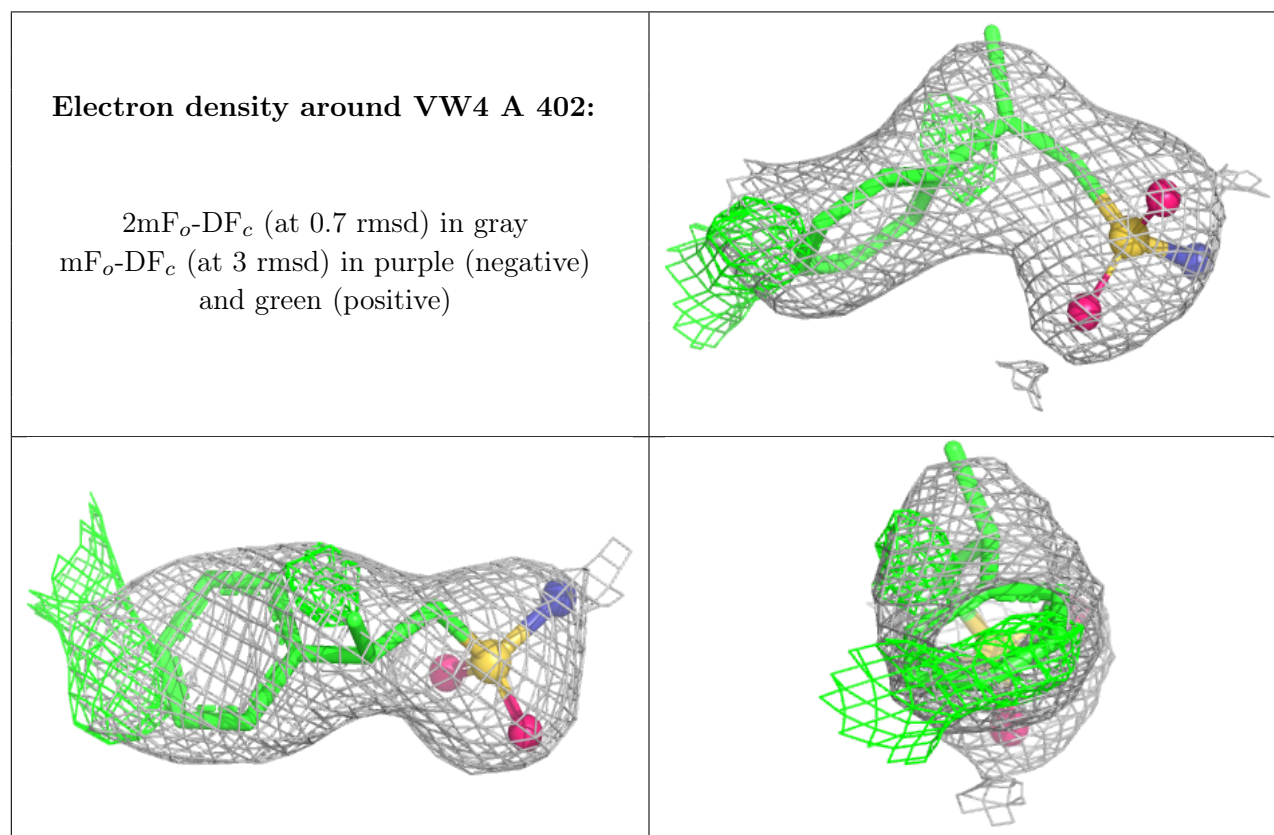 Electron density around VW4 A 402:
2mFₒ-DF𝒸 (at 0.7 rmsd) in gray
mFₒ-DF𝒸 (at 3 rmsd) in purple (negative)
and green (positive)